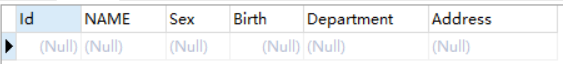 Id NAME Sex Birth Department Address
(Null) (Null) (Null) (Null) (Null) (Null)